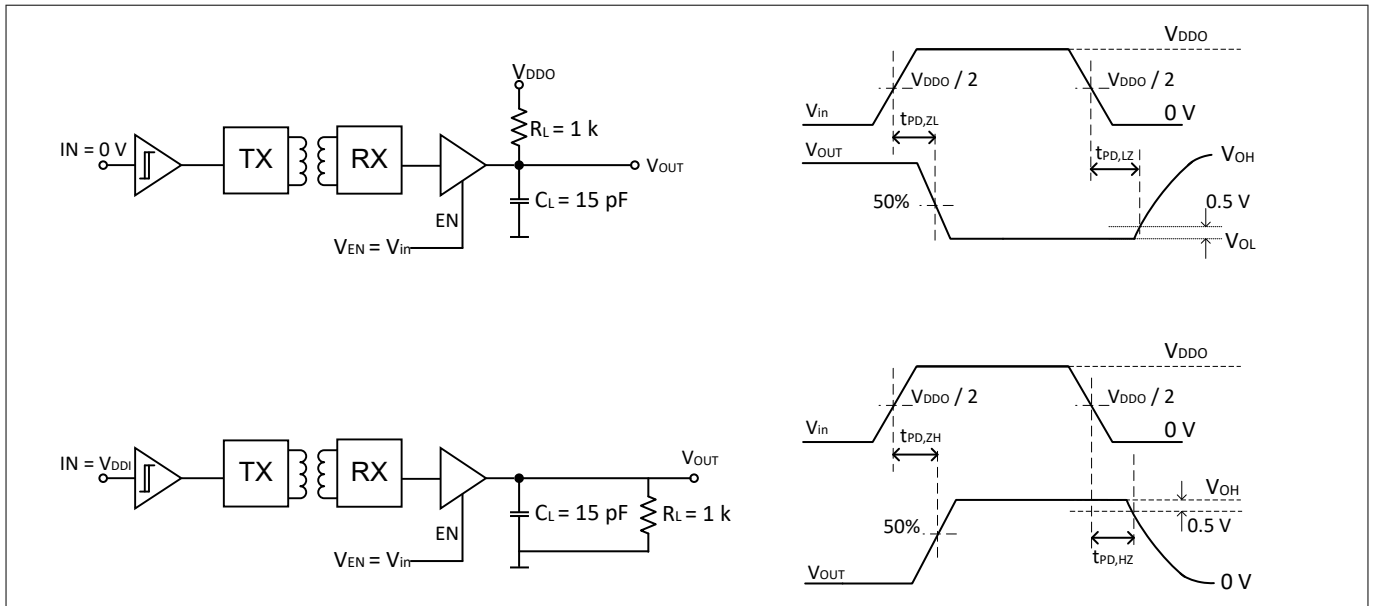 VDDO
RL = 1 k
IN = 0 V
TX
RX
VOUT
CL = 15 pF
EN
VEN = Vin
VDDO
VDDO / 2
VDDO / 2
Vin
0 V
tPD,ZL
VOUT
tPD,LZ
VOH
50%
0.5 V
VOL
IN = VDDI
TX
RX
VOUT
CL = 15 pF
RL = 1 k
EN
VEN = Vin
VDDO
VDDO / 2
VDDO / 2
Vin
0 V
tPD,ZH
VOH
50%
0.5 V
tPD,HZ
VOUT
0 V